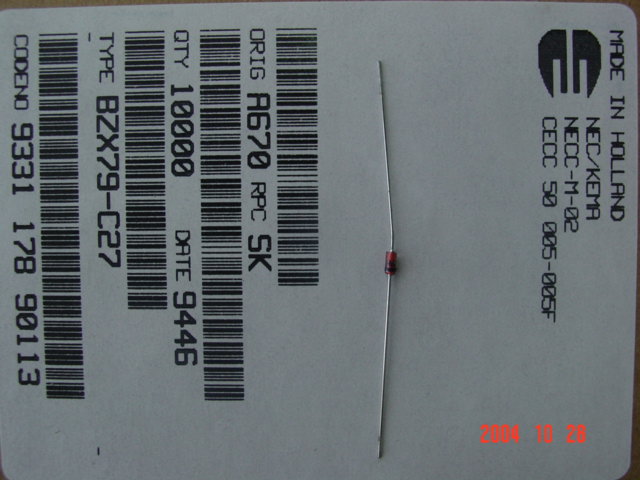 MADE IN HOLLAND
NEC/KEMA
NECC-M-02
CECC 50 005-005F
ORIG A670 RPC SK
QTY 10000 DATE 9446
TYPE BZX79-C27
CODENO 9331 178 90113
2004 10 28